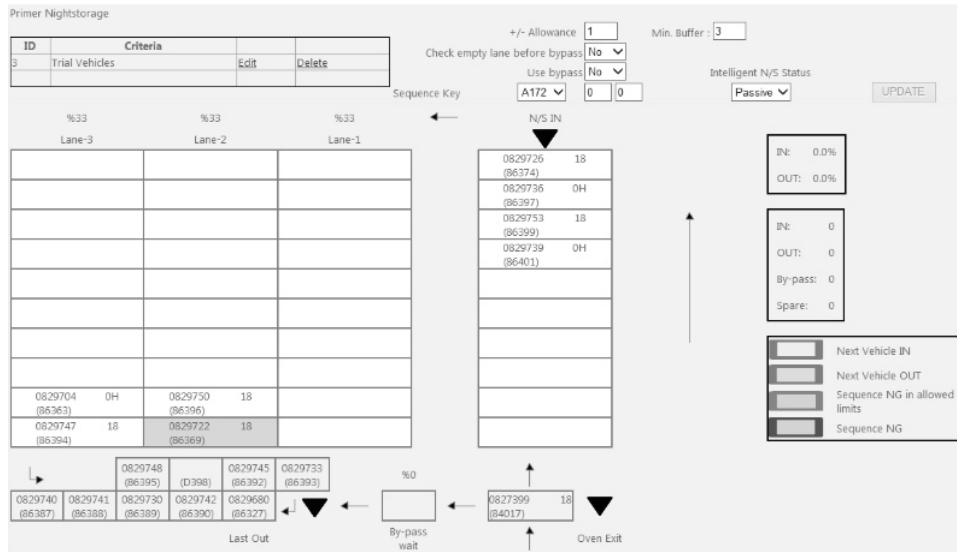 Primer Nightstorage
+/- Allowance 1 Min. Buffer : 3
ID Criteria
Check empty lane before bypass No
3 Trial Vehicles Edit Delete
Use bypass No Intelligent N/S Status
Sequence Key A172 0 0 Passive UPDATE
%33 %33 %33 N/S IN
Lane-3 Lane-2 Lane-1
0829726 18
(86374)
0829736 0H
(86397)
0829753 18
(86399)
0829739 0H
(86401)
IN: 0.0%
OUT: 0.0%
IN: 0
OUT: 0
By-pass: 0
Spare: 0
Next Vehicle IN
Next Vehicle OUT
Sequence NG in allowed
limits
Sequence NG
0829704 0H 0829750 18
(86363) (86396)
0829747 18 0829722 18
(86394) (86369)
0829748 0829745 0829733
(86395) (D398) (86392) (86393)
%0
0829740 0829741 0829730 0829742 0829680 0827399 18
(86387) (86388) (86389) (86390) (86327) (84017)
Last Out By-pass Oven Exit
wait